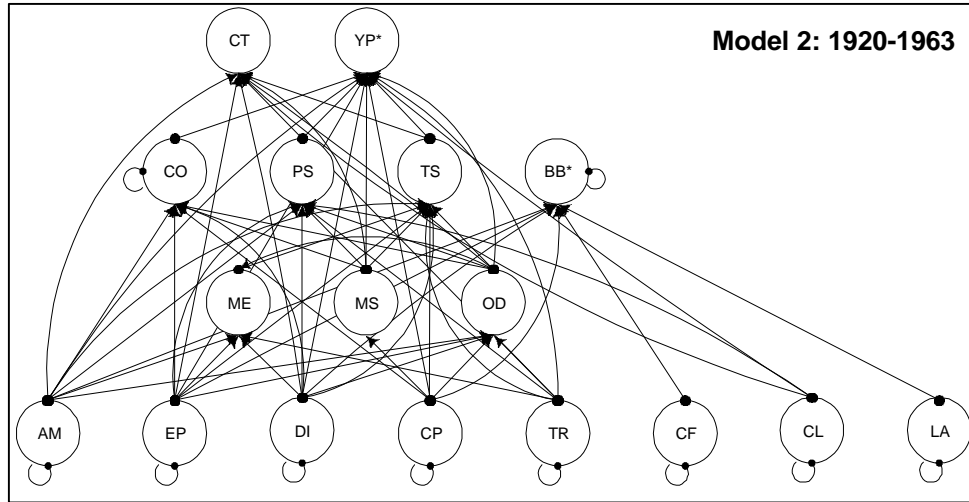 CT YP* Model 2: 1920-1963
CO PS TS BB*
ME MS OD
AM EP DI CP TR CF CL LA